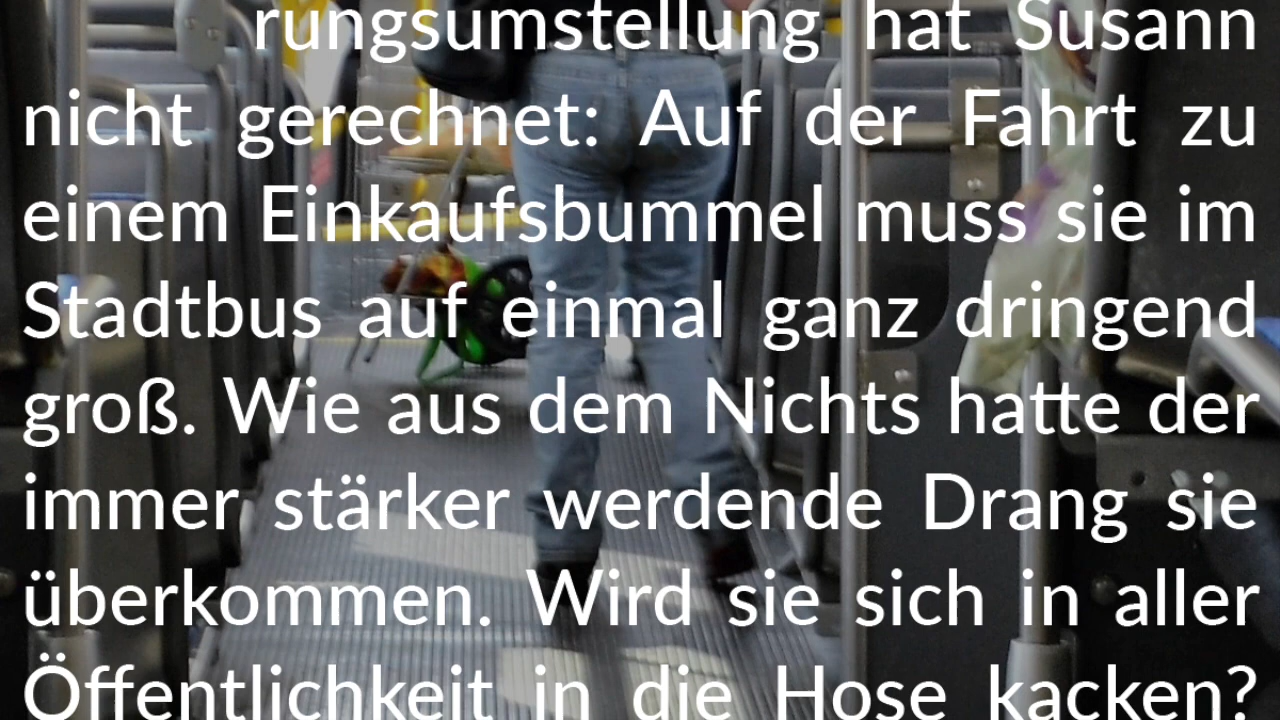 rungsumstellung hat Susann
nicht gerechnet: Auf der Fahrt zu
einem Einkaufsbummel muss sie im
Stadtbus auf einmal ganz dringend
groß. Wie aus dem Nichts hatte der
immer stärker werdende Drang sie
überkommen. Wird sie sich in aller
Öffentlichkeit in die Hose kacken?